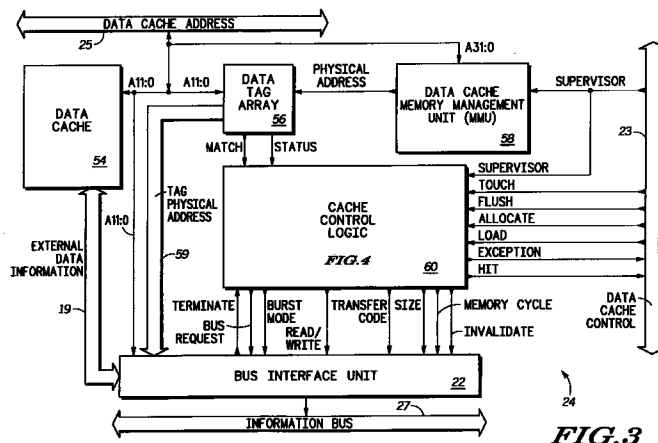 DATA CACHE ADDRESS
25
A31:0
A11:0
A11:0
DATA
TAG
ARRAY
56
PHYSICAL
ADDRESS
DATA CACHE
MEMORY MANAGEMENT
UNIT (MMU)
58
SUPERVISOR
23
DATA
CACHE
54
MATCH
STATUS
SUPERVISOR
TOUCH
FLUSH
ALLOCATE
LOAD
EXCEPTION
HIT
TAG
PHYSICAL
ADDRESS
A11:0
CACHE
CONTROL
LOGIC
FIG.4
60
EXTERNAL
DATA
INFORMATION
59
19
TERMINATE
BUS
REQUEST
BURST
MODE
READ/
WRITE
TRANSFER
CODE
SIZE
MEMORY CYCLE
INVALIDATE
DATA
CACHE
CONTROL
BUS INTERFACE UNIT
22
27
INFORMATION BUS
24
FIG.3